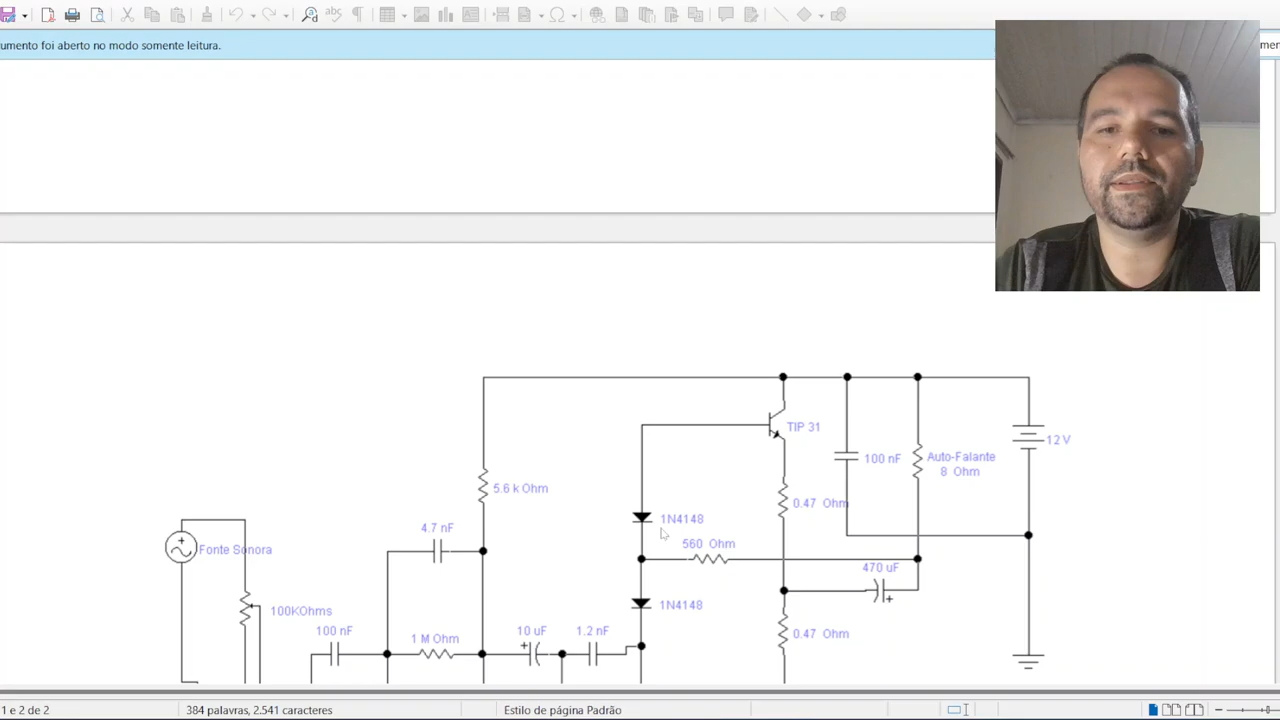 umento foi aberto no modo somente leitura.
men
TIP 31
12 V
100 nF
Auto-Falante
8 Ohm
5.6 k Ohm
0.47 Ohm
1N4148
4.7 nF
560 Ohm
Fonte Sonora
470 uF
+
1N4148
100KOhms
100 nF
1 M Ohm
10 uF
1.2 nF
0.47 Ohm
1 e 2 de 2
384 palavras, 2.541 caracteres
Estilo de página Padrão